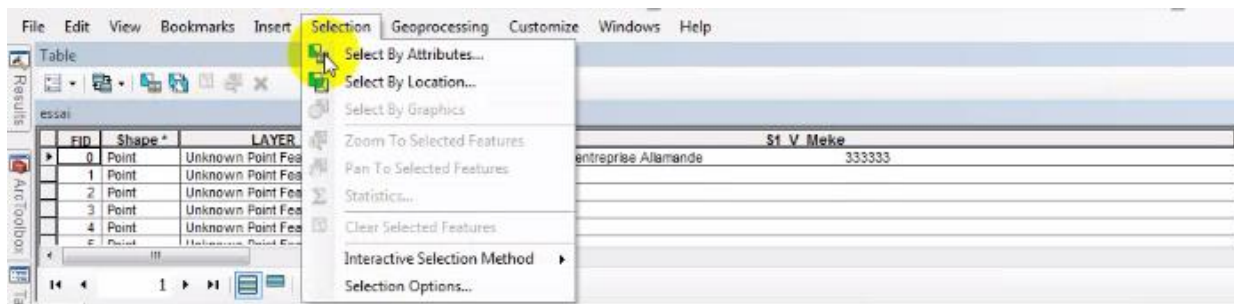 File Edit View Bookmarks Insert Selection Geoprocessing Customize Windows Help
Table
Select By Attributes...
Select By Location...
Select By Graphics
Zoom To Selected Features
Pan To Selected Features
Statistics...
Clear Selected Features
Interactive Selection Method
Selection Options...
Results
ArcToolbox
essai
FID Shape * LAYER S1_V_Meke
0 Point Unknown Point Fea entreprise Allemande 333333
1 Point Unknown Point Fea
2 Point Unknown Point Fea
3 Point Unknown Point Fea
4 Point Unknown Point Fea
1